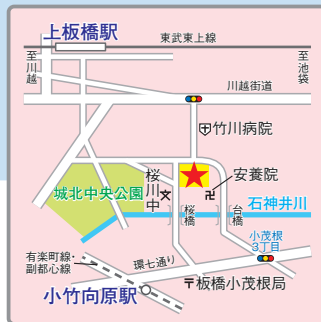 上板橋駅
東武東上線
至川越
至池袋
川越街道
竹川病院
桜川中
安養院
城北中央公園
石神井川
桜橋
台橋
小茂根
3丁目
有楽町線・
副都心線
環七通り
〒板橋小茂根局
小竹向原駅